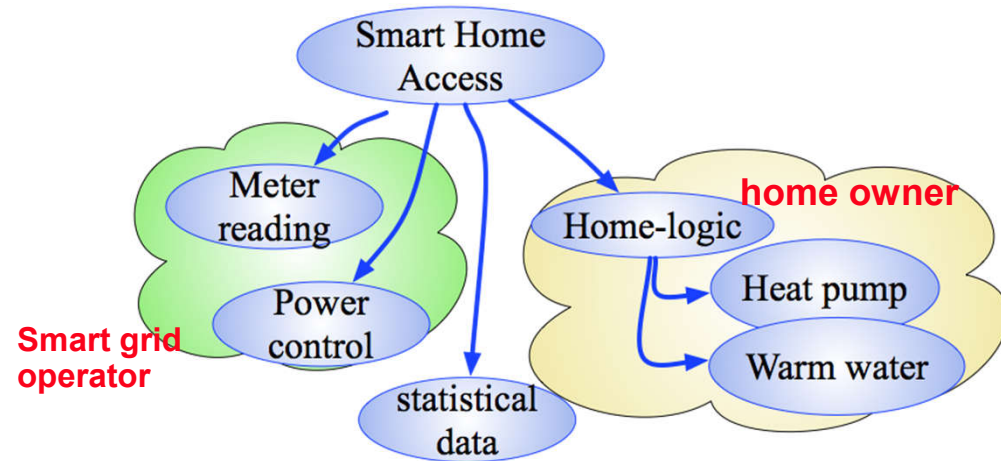 Smart Home
Access
Meter
reading
home owner
Home-logic
Power
control
Heat pump
Smart grid
operator
Warm water
statistical
data